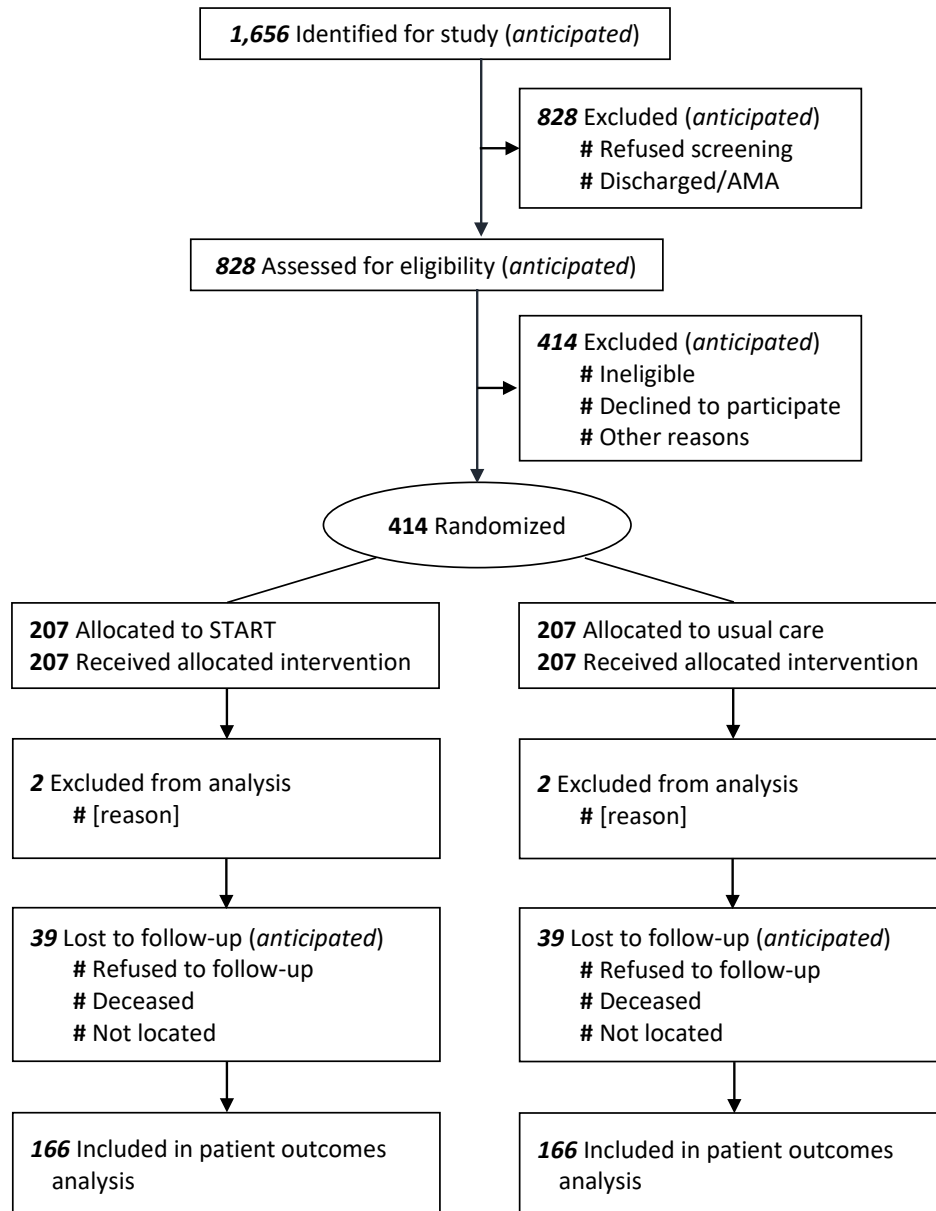 1,656 Identified for study (anticipated)
828 Excluded (anticipated)
# Refused screening
# Discharged/AMA
828 Assessed for eligibility (anticipated)
414 Excluded (anticipated)
# Ineligible
# Declined to participate
# Other reasons
414 Randomized
207 Allocated to START
207 Received allocated intervention
207 Allocated to usual care
207 Received allocated intervention
2 Excluded from analysis
# [reason]
2 Excluded from analysis
# [reason]
39 Lost to follow-up (anticipated)
# Refused to follow-up
# Deceased
# Not located
39 Lost to follow-up (anticipated)
# Refused to follow-up
# Deceased
# Not located
166 Included in patient outcomes
analysis
166 Included in patient outcomes
analysis